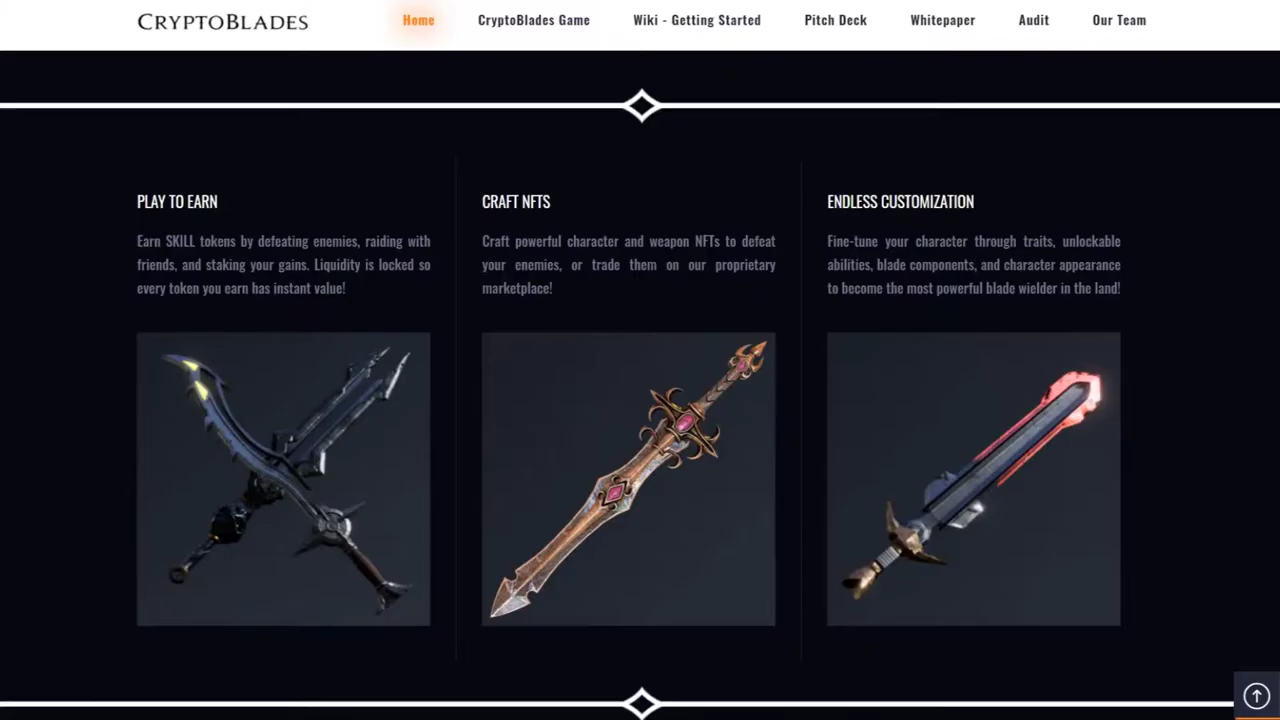 CRYPTOBLADES
Home CryptoBlades Game Wiki - Getting Started Pitch Deck Whitepaper Audit Our Team
PLAY TO EARN
Earn SKILL tokens by defeating enemies, raiding with
friends, and staking your gains. Liquidity is locked so
every token you earn has instant value!
CRAFT NFTS
Craft powerful character and weapon NFTs to defeat
your enemies, or trade them on our proprietary
marketplace!
ENDLESS CUSTOMIZATION
Fine-tune your character through traits, unlockable
abilities, blade components, and character appearance
to become the most powerful blade wielder in the land!